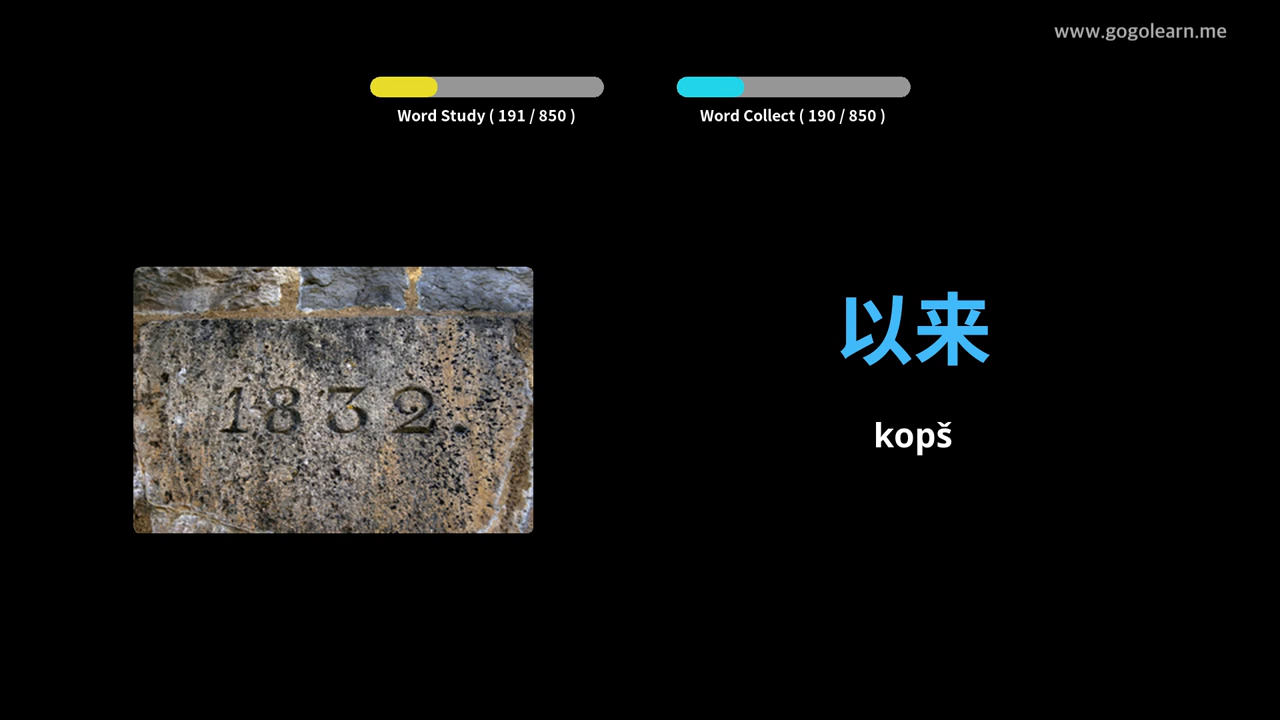 www.gogolearn.me
Word Study ( 191 / 850 )
Word Collect ( 190 / 850 )
1832.
以来
kopš